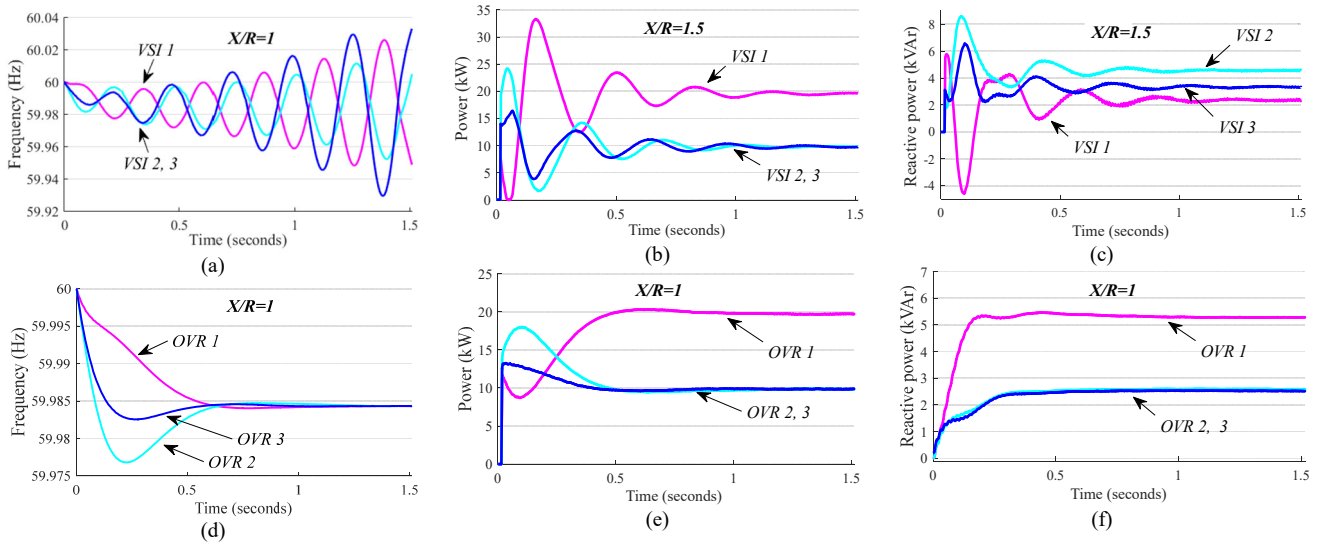 60.04
60.02
60
59.98
59.96
59.94
59.92
Frequency (Hz)
X/R=1
VSI 1
VSI 2, 3
0
0.5
1
1.5
Time (seconds)
(a)
35
30
25
20
15
10
5
0
Power (kW)
X/R=1.5
VSI 1
VSI 2, 3
0
0.5
1
1.5
Time (seconds)
(b)
8
6
4
2
0
-2
-4
Reactive power (kVAr)
X/R=1.5
VSI 2
VSI 3
VSI 1
0
0.5
1
1.5
Time (seconds)
(c)
60
59.995
59.99
59.985
59.98
59.975
Frequency (Hz)
X/R=1
OVR 1
OVR 3
OVR 2
0
0.5
1
1.5
Time (seconds)
(d)
25
20
15
10
5
0
Power (kW)
X/R=1
OVR 1
OVR 2, 3
0
0.5
1
1.5
Time (seconds)
(e)
7
6
5
4
3
2
1
0
Reactive power (kVAr)
X/R=1
OVR 1
OVR 2, 3
0
0.5
1
1.5
Time (seconds)
(f)